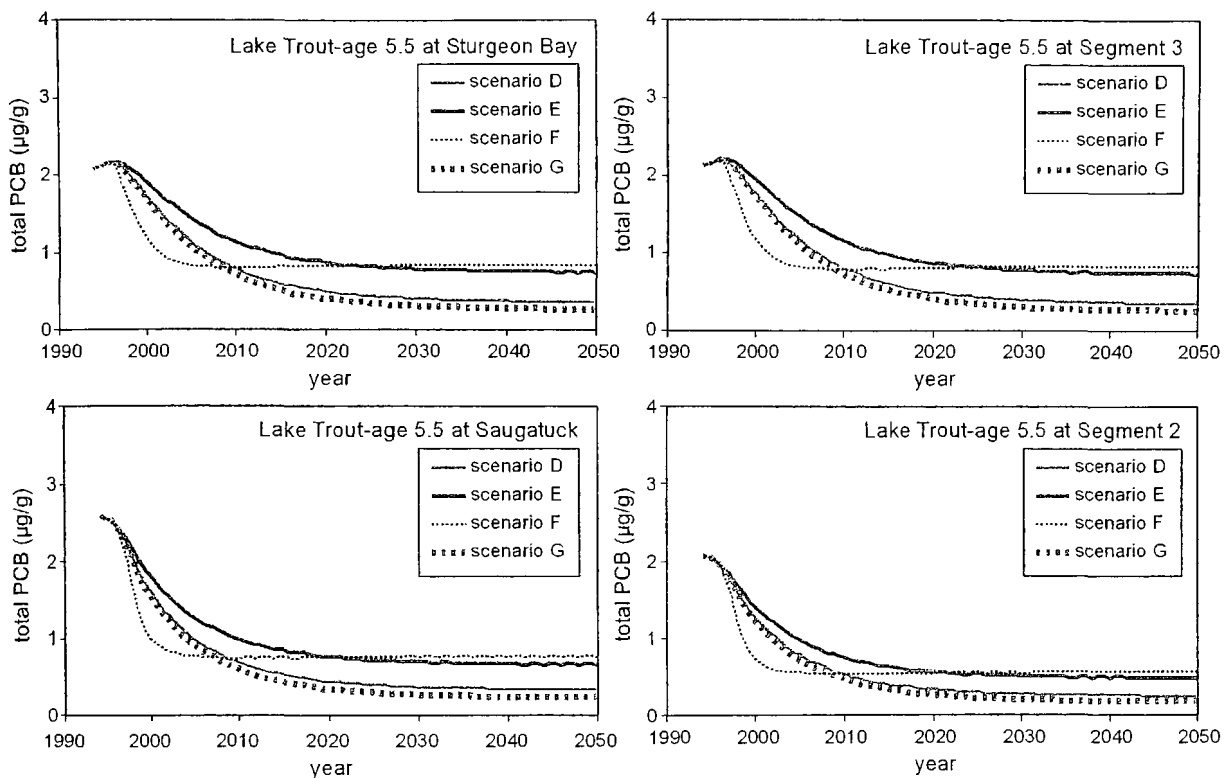 Lake Trout-age 5.5 at Sturgeon Bay
scenario D
scenario E
scenario F
scenario G
total PCB (µg/g)
4
3
2
1
0
1990 2000 2010 2020 2030 2040 2050
year
Lake Trout-age 5.5 at Segment 3
scenario D
scenario E
scenario F
scenario G
total PCB (µg/g)
4
3
2
1
0
1990 2000 2010 2020 2030 2040 2050
year
Lake Trout-age 5.5 at Saugatuck
scenario D
scenario E
scenario F
scenario G
total PCB (µg/g)
4
3
2
1
0
1990 2000 2010 2020 2030 2040 2050
year
Lake Trout-age 5.5 at Segment 2
scenario D
scenario E
scenario F
scenario G
total PCB (µg/g)
4
3
2
1
0
1990 2000 2010 2020 2030 2040 2050
year